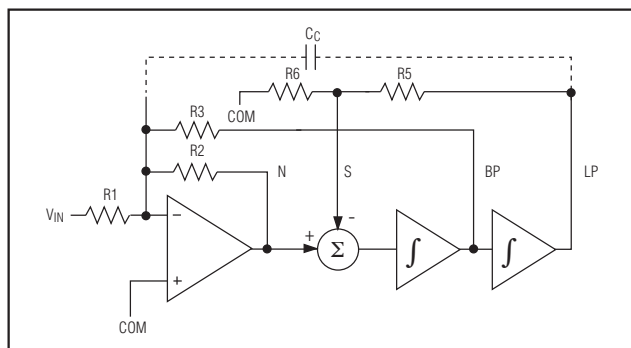 CC
R6
R5
COM
R3
R2
N
S
BP
LP
R1
VIN
−
+
+
-
Σ
∫
∫
COM